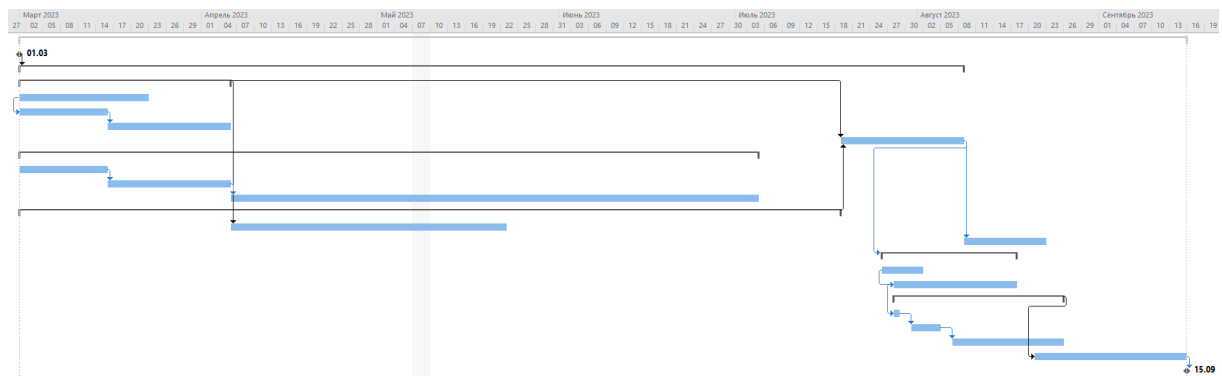 Март 2023 Апрель 2023 Май 2023 Июнь 2023 Июль 2023 Август 2023 Сентябрь 2023
27 02 05 08 11 14 17 20 23 26 29 01 04 07 10 13 16 19 22 25 28 01 04 07 10 13 16 19 22 25 28 31 03 06 09 12 15 18 21 24 27 30 03 06 09 12 15 18 21 24 27 30 02 05 08 11 14 17 20 23 26 29 01 04 07 10 13 16 19
01.03
15.09